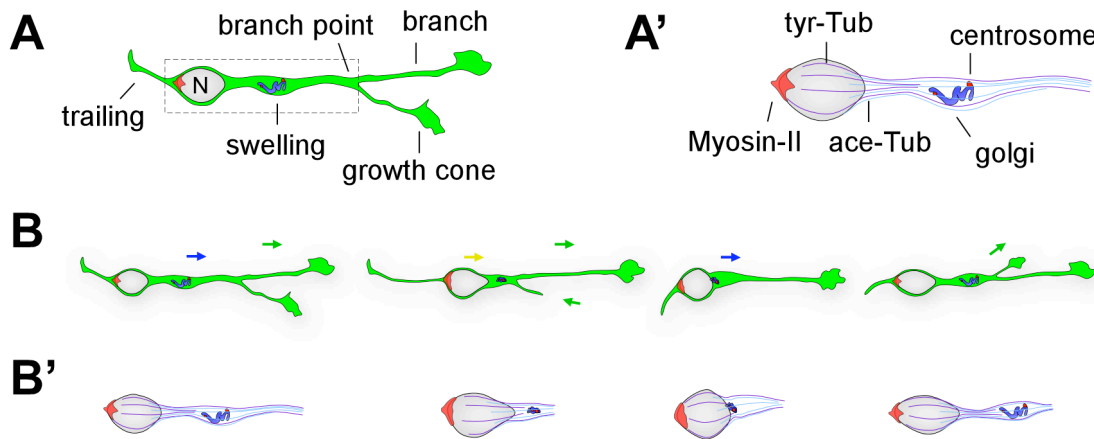 A
branch point
branch
N
trailing
swelling
growth cone
A’
tyr-Tub
centrosome
Myosin-II
ace-Tub
golgi
B
B’